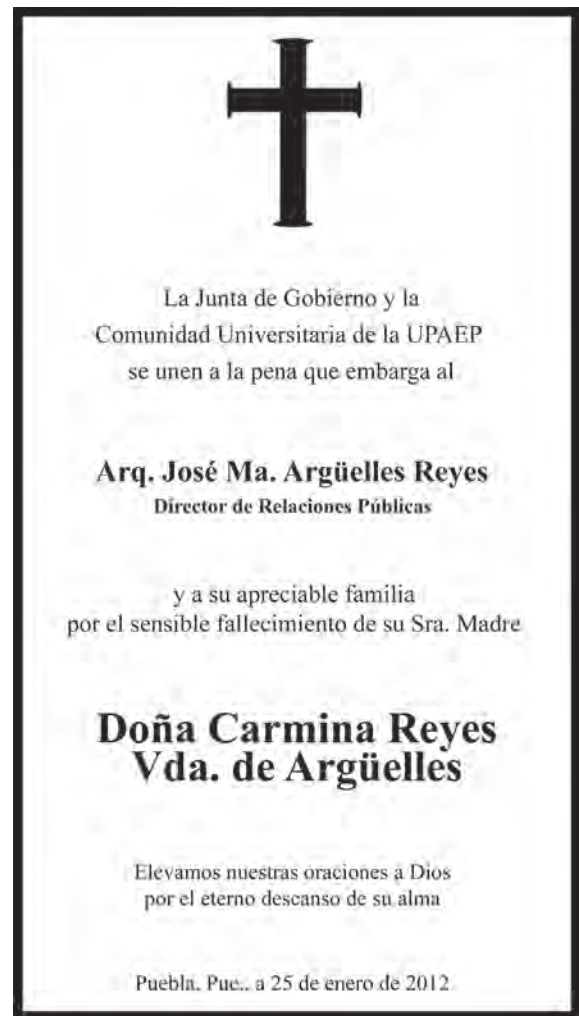 La Junta de Gobierno y la
Comunidad Universitaria de la UPAEP
se unen a la pena que embarga al
Arq. José Ma. Argüelles Reyes
Director de Relaciones Públicas
y a su apreciable familia
por el sensible fallecimiento de su Sra. Madre
Doña Carmina Reyes
Vda. de Argüelles
Elevamos nuestras oraciones a Dios
por el eterno descanso de su alma
Puebla, Pue., a 25 de enero de 2012